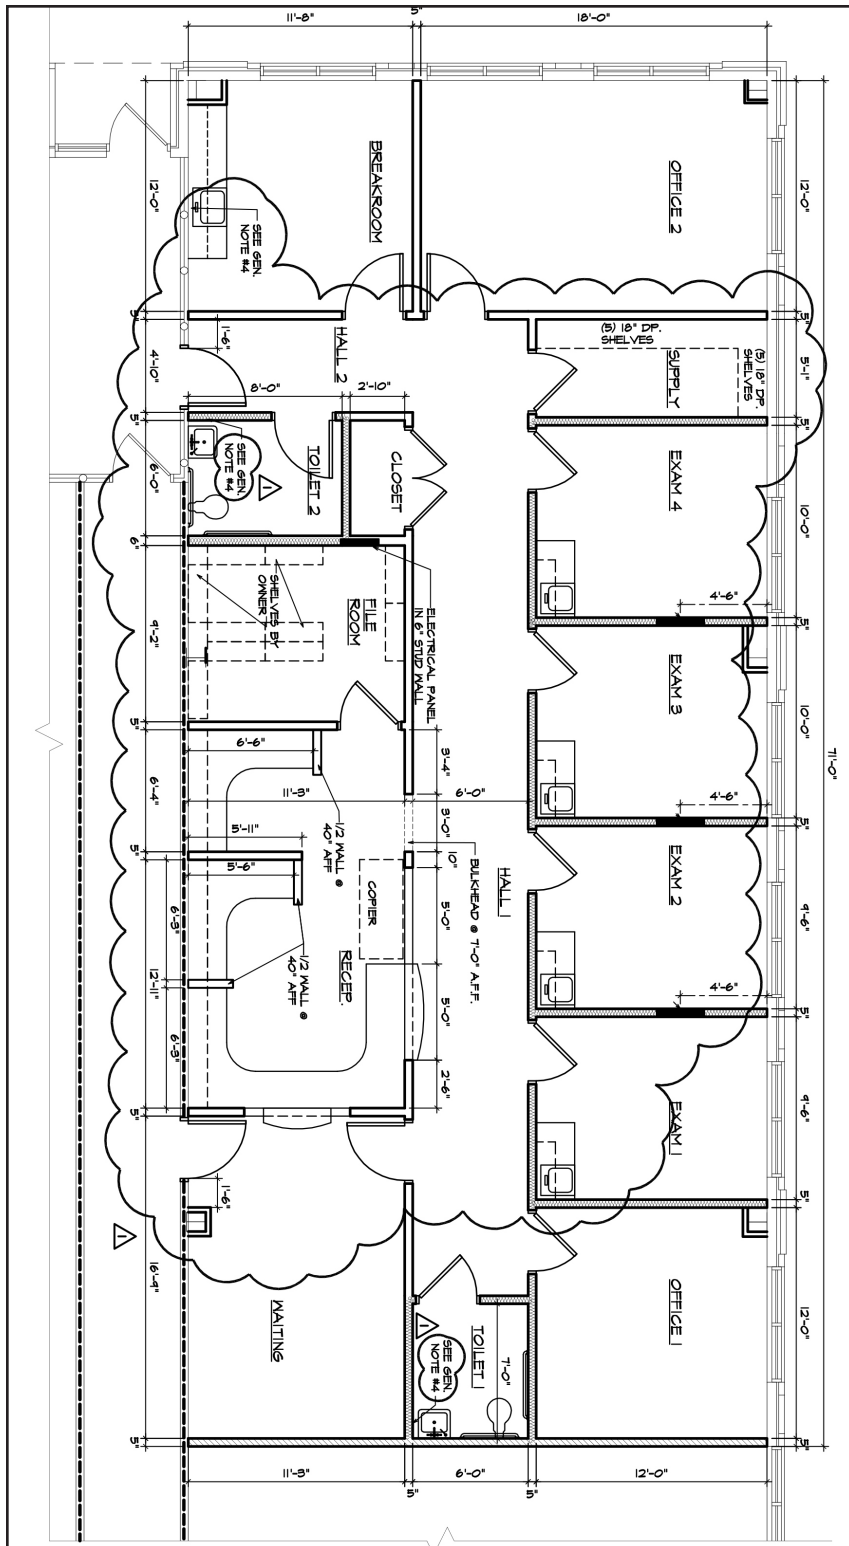 11'-8"
5"
18'-0"
12'-0"
BREAKROOM
OFFICE 2
12'-0"
SEE GEN.
NOTE #4
5"
1'-6"
HALL 2
(5) 18" DP.
SHELVES
SUPPLY
(5) 18" DP.
SHELVES
5"
4'-10"
5'-1"
8'-0"
2'-10"
5"
5"
6'-0"
SEE GEN.
NOTE #4
1
TOILET 2
CLOSET
EXAM 4
10'-0"
6"
4'-6"
5"
9'-2"
SHELVES BY
OWNER
FILE
ROOM
ELECTRICAL PANEL
IN 6" STUD WALL
EXAM 3
10'-0"
71'-0"
5"
6'-6"
3'-4"
4'-6"
5"
6'-4"
11'-3"
6'-0"
3'-0"
1/2 WALL @
40" AFF
5'-11"
5"
10"
5'-6"
COPIER
BULKHEAD @ 7'-0" A.F.F.
HALL 1
EXAM 2
9'-6"
6'-3"
5'-0"
12'-11"
1/2 WALL @
40" AFF
RECEP.
4'-6"
5"
6'-3"
5'-0"
2'-6"
5"
EXAM 1
9'-6"
1'-6"
5"
1
16'-9"
WAITING
1
TOILET 1
SEE GEN.
NOTE #4
7'-0"
OFFICE 1
12'-0"
5"
5"
11'-3"
5"
6'-0"
5"
12'-0"